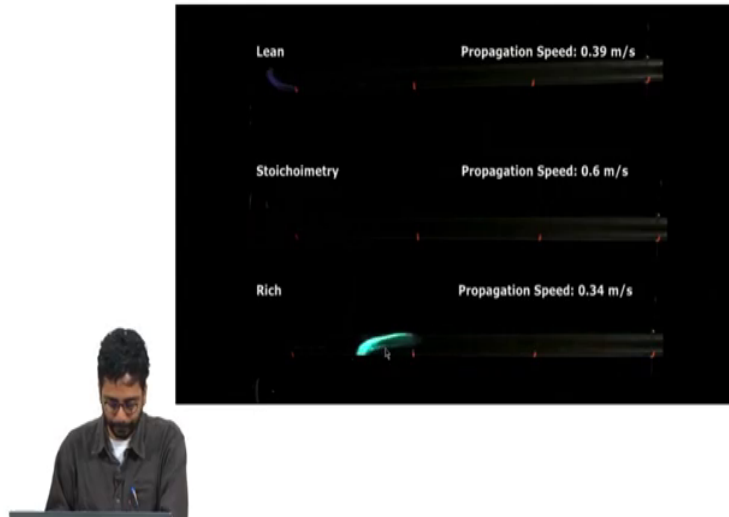 Lean Propagation Speed: 0.39 m/s
Stoichoimetry Propagation Speed: 0.6 m/s
Rich Propagation Speed: 0.34 m/s